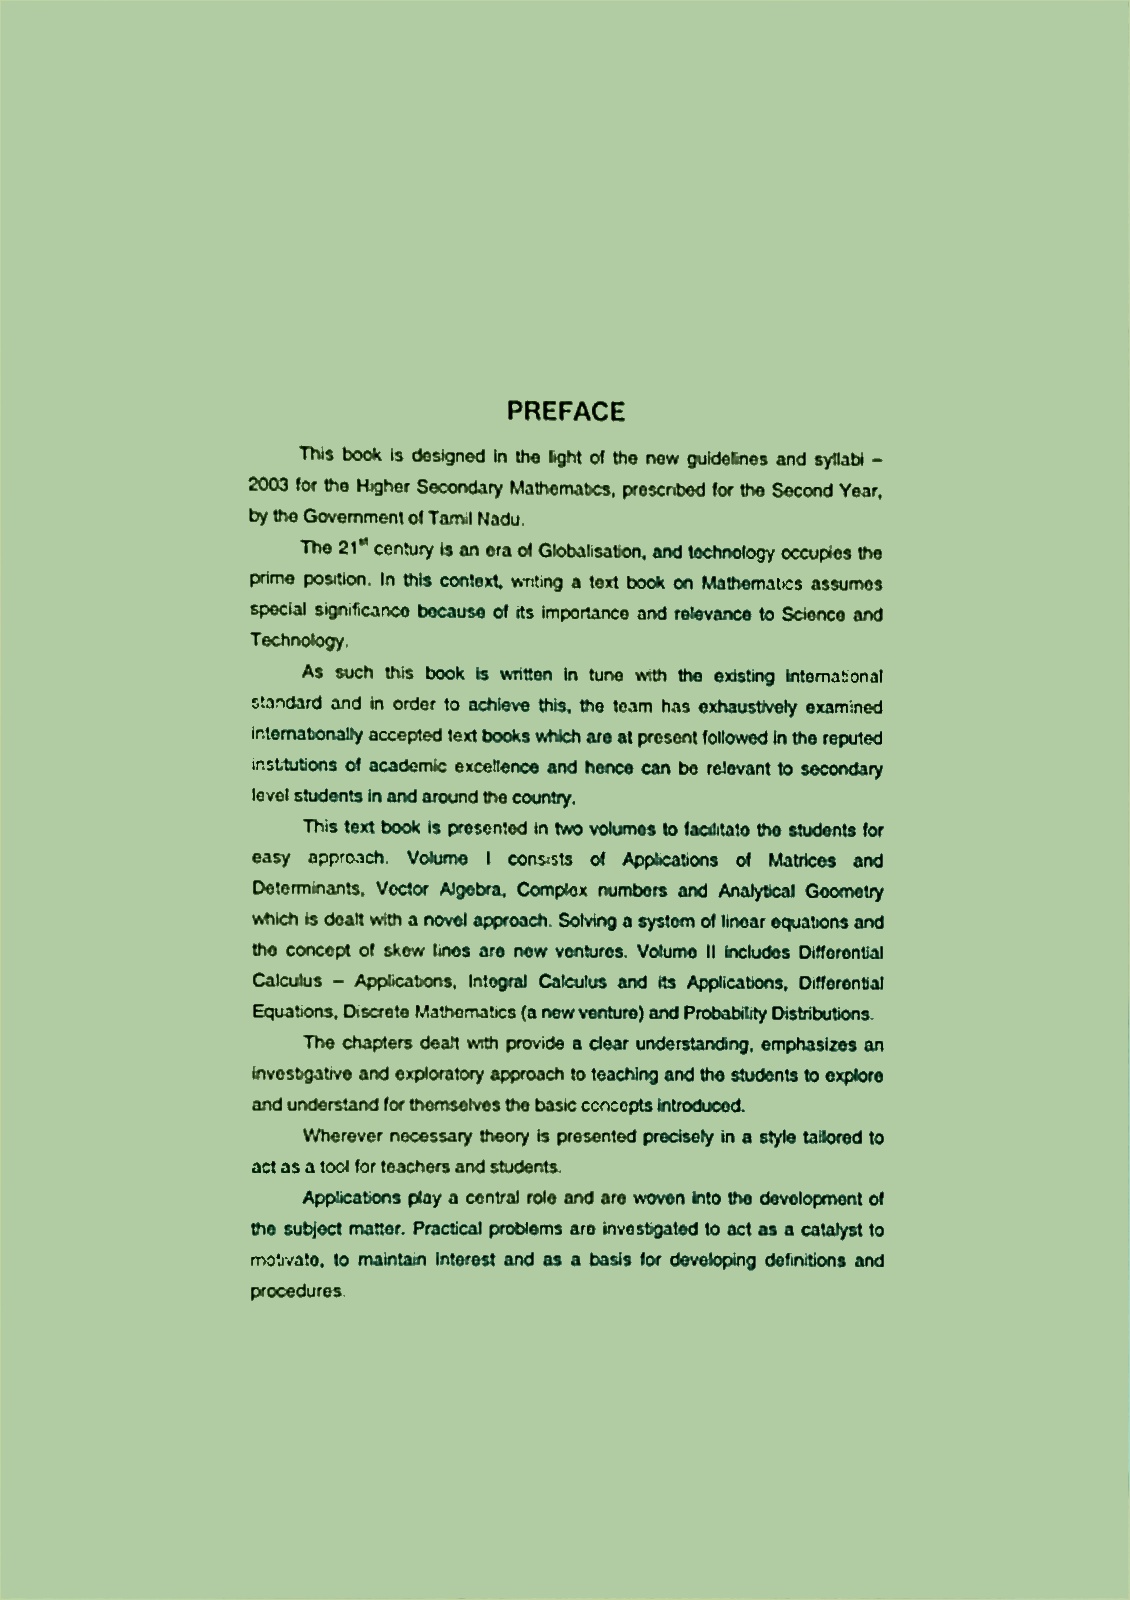 PREFACE
This book is designed in the light of the new guidelines and syllabi –
2003 for the Higher Secondary Mathematics, prescribed for the Second Year,
by the Government of Tamil Nadu.
The 21st century is an era of Globalisation, and technology occupies the
prime position. In this context, writing a text book on Mathematics assumes
special significance because of its importance and relevance to Science and
Technology.
As such this book is written in tune with the existing international
standard and in order to achieve this, the team has exhaustively examined
internationally accepted text books which are at present followed in the reputed
institutions of academic excellence and hence can be relevant to secondary
level students in and around the country.
This text book is presented in two volumes to facilitate the students for
easy approach. Volume I consists of Applications of Matrices and
Determinants, Vector Algebra, Complex numbers and Analytical Geometry
which is dealt with a novel approach. Solving a system of linear equations and
the concept of skew lines are new ventures. Volume II includes Differential
Calculus – Applications, Integral Calculus and its Applications, Differential
Equations, Discrete Mathematics (a new venture) and Probability Distributions.
The chapters dealt with provide a clear understanding, emphasizes an
investigative and exploratory approach to teaching and the students to explore
and understand for themselves the basic concepts introduced.
Wherever necessary theory is presented precisely in a style tailored to
act as a tool for teachers and students.
Applications play a central role and are woven into the development of
the subject matter. Practical problems are investigated to act as a catalyst to
motivate, to maintain interest and as a basis for developing definitions and
procedures.